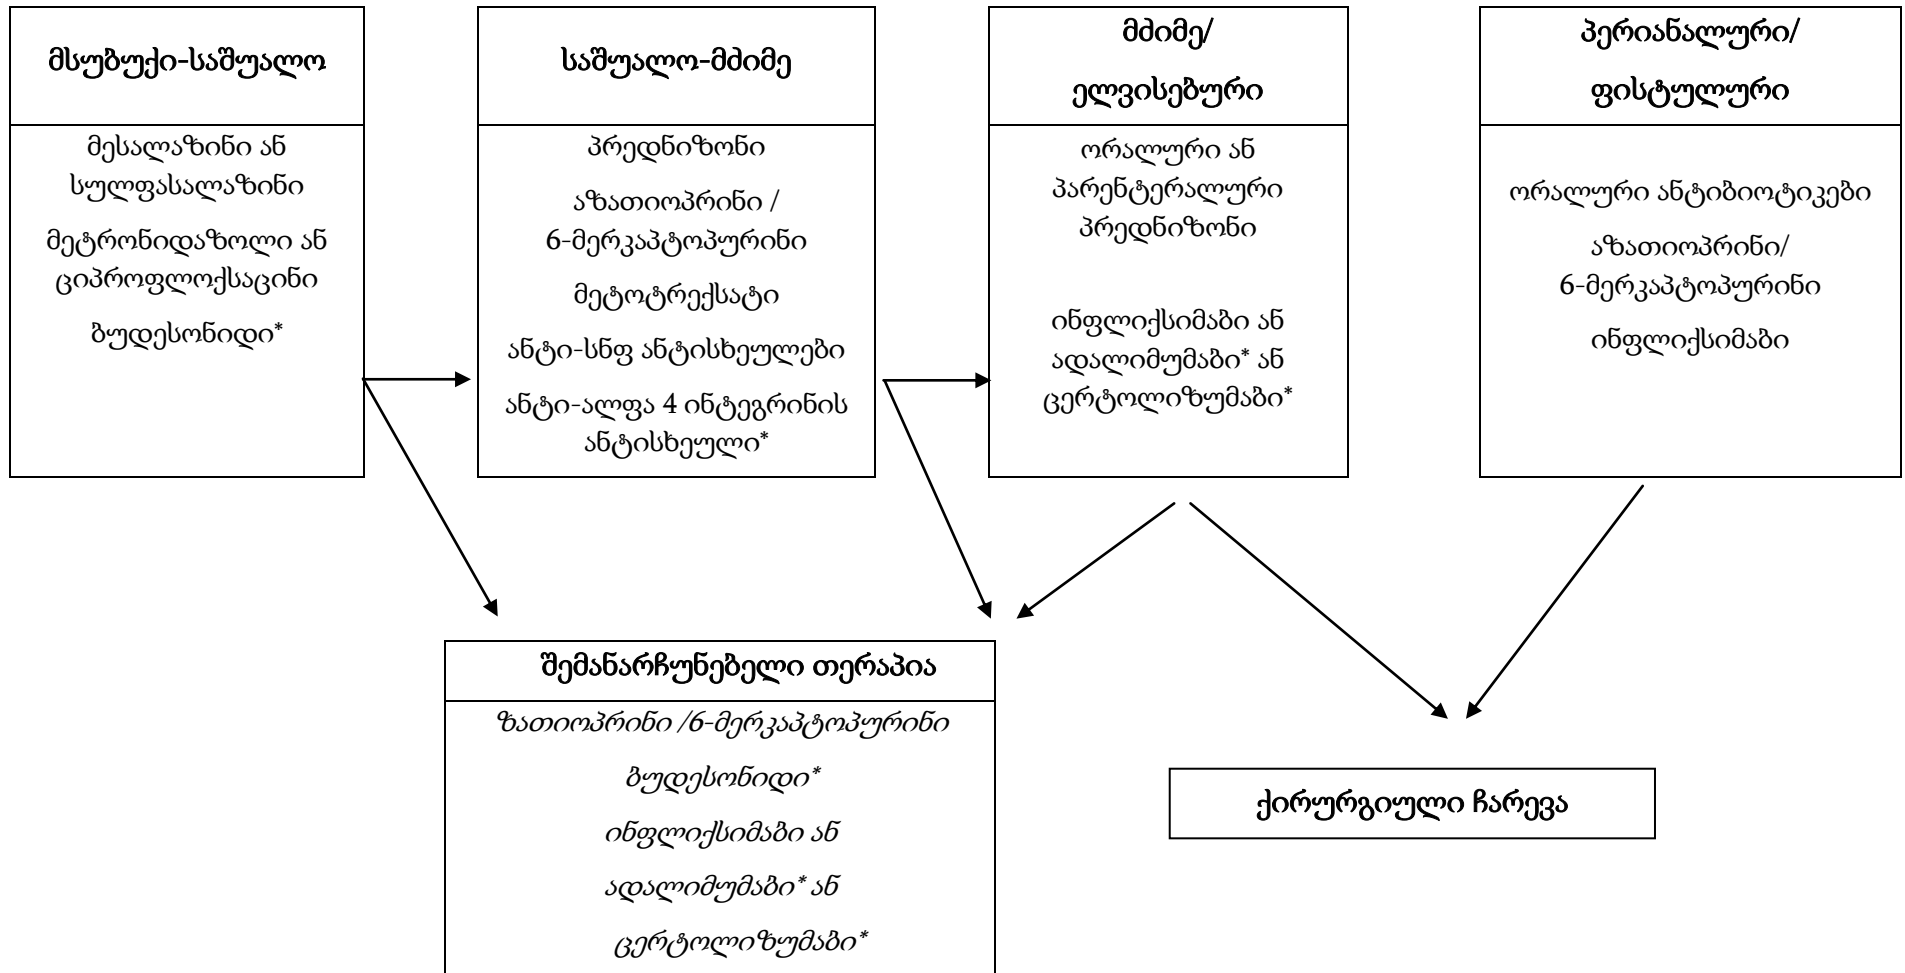 მსუბუქი-საშუალო
მესალაზინი ან
სულფასალაზინი
მეტრონიდაზოლი ან
ციპროფლოქსაცინი
ბუდესონიდი*
საშუალო-მძიმე
პრედნიზონი
აზათიოპრინი /
6-მერკაპტოპურინი
მეტოტრექსატი
ანტი-სნფ ანტისხეულები
ანტი-ალფა 4 ინტეგრინის
ანტისხეული*
მძიმე/
ელვისებური
ორალური ან
პარენტერალური
პრედნიზონი
ინფლიქსიმაბი ან
ადალიმუმაბი* ან
ცერტოლიზუმაბი*
პერიანალური/
ფისტულური
ორალური ანტიბიოტიკები
აზათიოპრინი/
6-მერკაპტოპურინი
ინფლიქსიმაბი
შემანარჩუნებელი თერაპია
ზათიოპრინი /6-მერკაპტოპურინი
ბუდესონიდი*
ინფლიქსიმაბი ან
ადალიმუმაბი* ან
ცერტოლიზუმაბი*
ქირურგიული ჩარევა